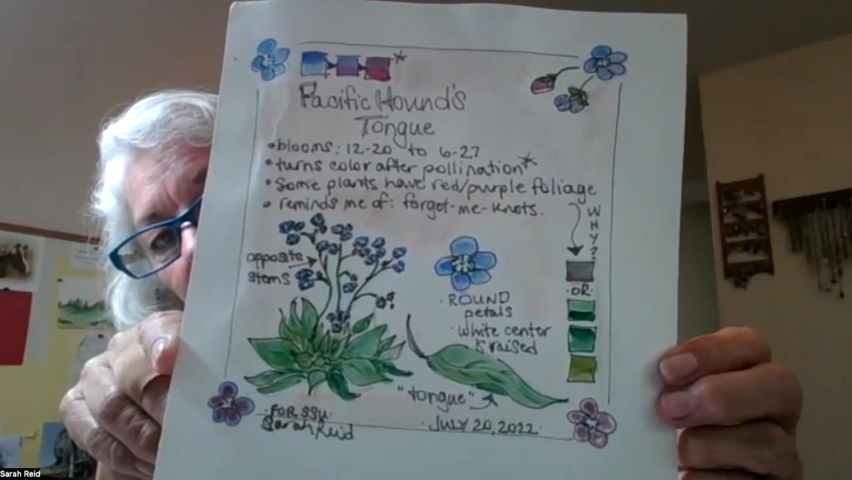 Pacific Hound's
Tongue
• blooms: 12-20 to 6-27
• turns color after pollination*
• some plants have red/purple foliage
• reminds me of: forget-me-knots.
WHY?
opposite
stems
·OR·
· ROUND
petals
· white center
is raised
"tongue"
FOR SSU·
Sarah Reid
· JULY 20, 2022·
Sarah Reid